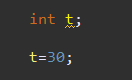 int t;
t=30;